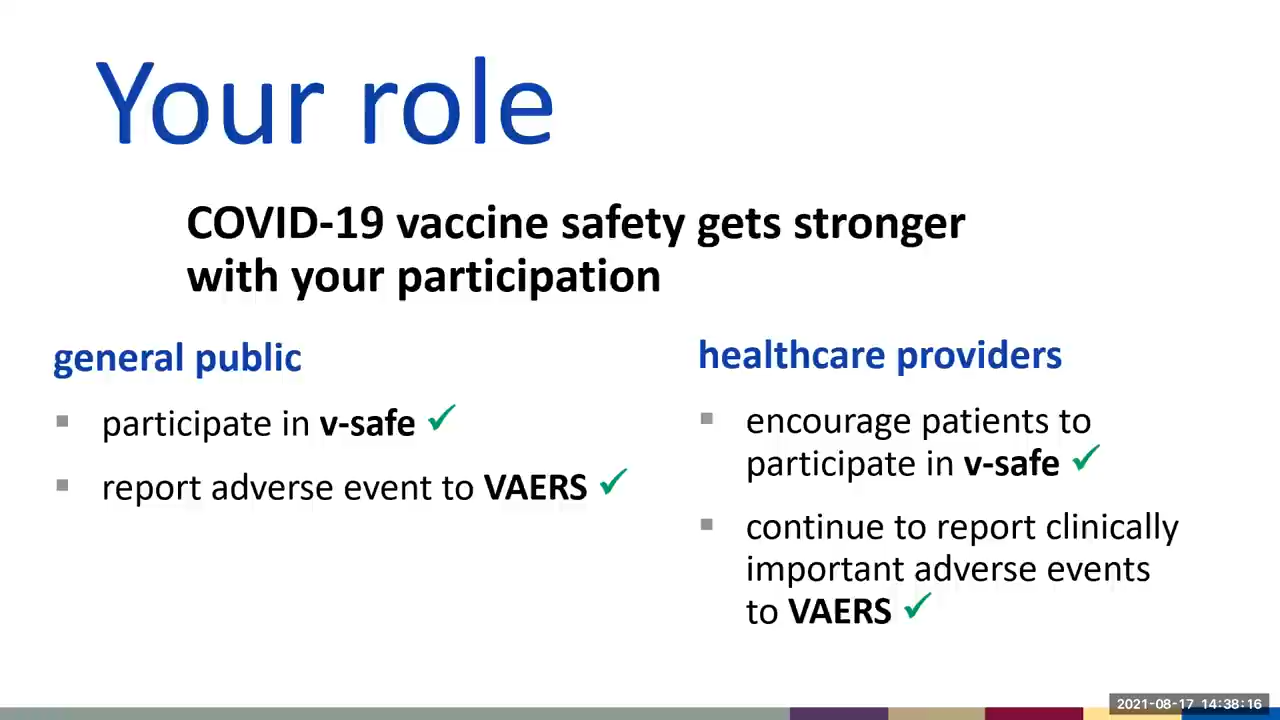 Your role
COVID-19 vaccine safety gets stronger
with your participation
general public
▪ participate in v-safe ✓
▪ report adverse event to VAERS ✓
healthcare providers
▪ encourage patients to
participate in v-safe ✓
▪ continue to report clinically
important adverse events
to VAERS ✓
2021-08-17 14:38:16